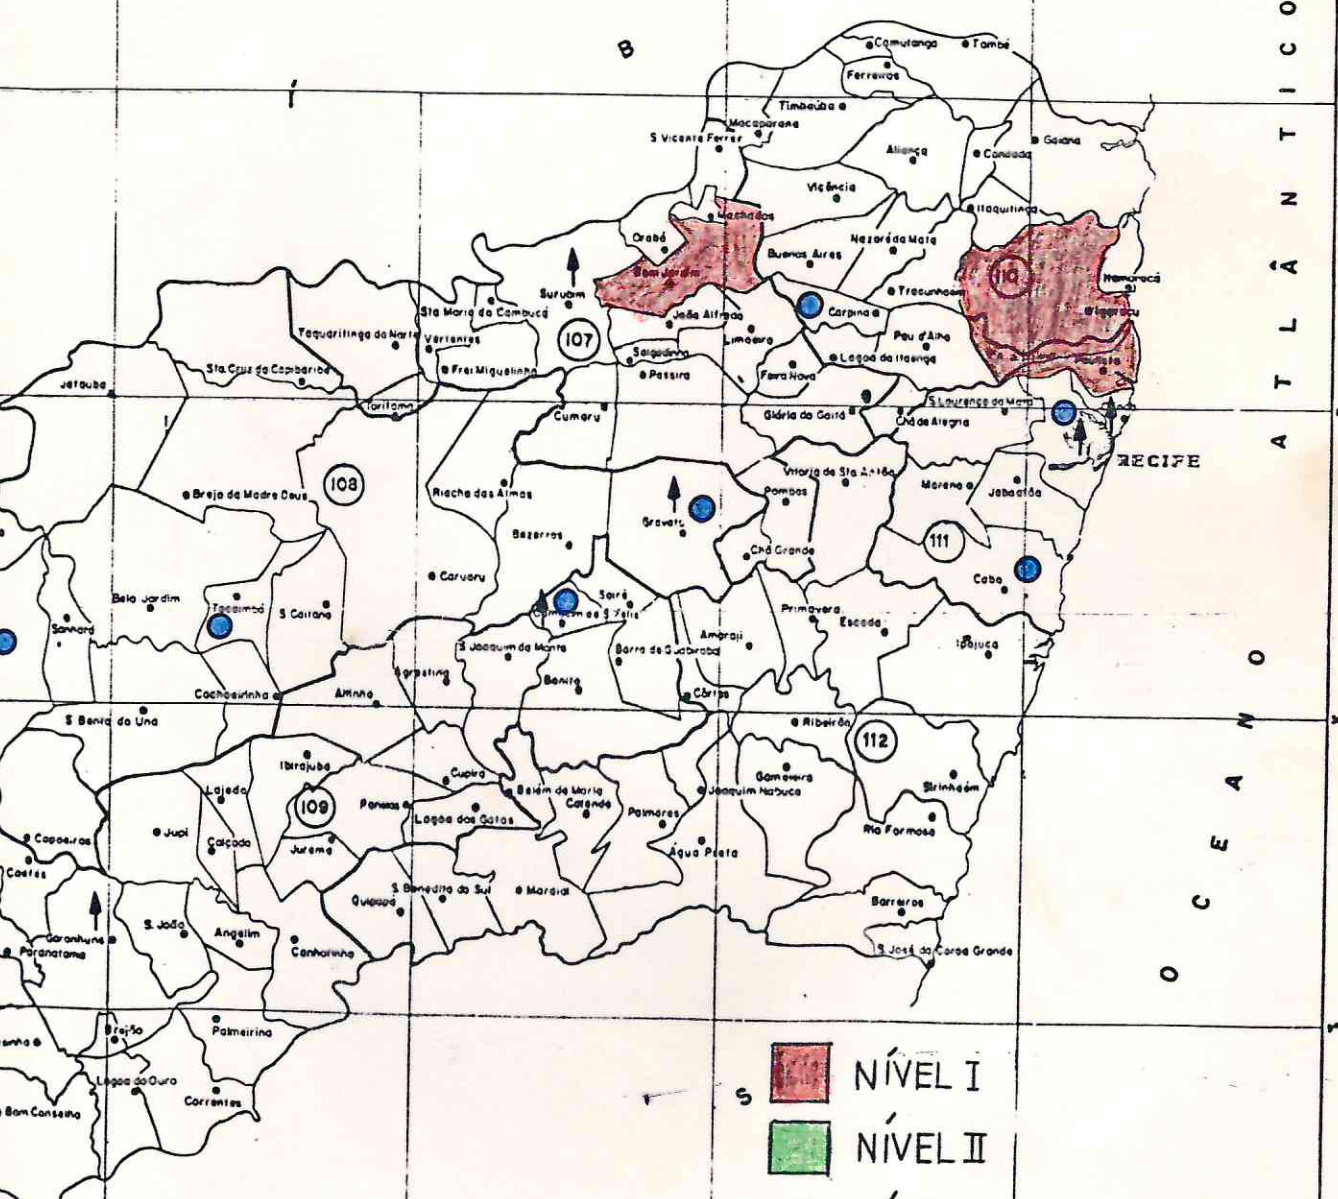 O
C
I
T
N
Â
L
T
A
O
N
A
E
C
O
B
Í
S
Camutanga
També
Ferreiros
Timbaúba
Macaparana
S Vicente Ferrer
Goiana
Aliança
Condado
Vicência
Itaquitinga
Machados
Orobó
Nazaré da Mata
Buenos Aires
110
Itamaracá
Bom Jardim
Tracunhaém
Surubim
Sta Maria do Cambucá
João Alfredo
Carpina
Igarassu
107
Limoeiro
Pau d'Alho
Taquaritinga do Norte
Vertentes
Salgadinho
Lagoa do Itaenga
Paulista
Sta Cruz do Capibaribe
Frei Miguelinho
Passira
Feira Nova
Jataúba
Toritama
Cumaru
Glória do Goitá
S Lourenço da Mata
Chã de Alegria
RECIFE
108
Vitoria de Sto Antão
Brejo da Madre Deus
Riacho das Almas
Pombos
Moreno
Jaboatão
Gravatá
Bezerros
111
Chã Grande
Caruaru
Cabo
Belo Jardim
Tacaimbó
S Caitano
Sairé
Camocim de S Felix
Primavera
Escada
Sanharó
Amaraji
Ipojuca
S Joaquim do Monte
Barra de Guabiraba
Agrestina
Bonito
Cachoeirinha
Altinho
Côrtes
S Bento do Una
Ribeirão
112
Ibirajuba
Cupira
Gameleira
Sirinhaém
Lajedo
Belém de Maria
Joaquim Nabuco
109
Panelas
Catende
Lagoa dos Gatos
Palmares
Rio Formoso
Jupi
Capoeiras
Calçado
Jurema
Água Preta
Caetés
S Benedito do Sul
Maraial
Quipapá
Barreiros
S. João
Angelim
Garanhuns
Canhotinho
Paranatama
S José da Coroa Grande
Brejão
Palmeirina
Lagoa do Ouro
Correntes
Bom Conselho
NÍVEL I
NÍVEL II